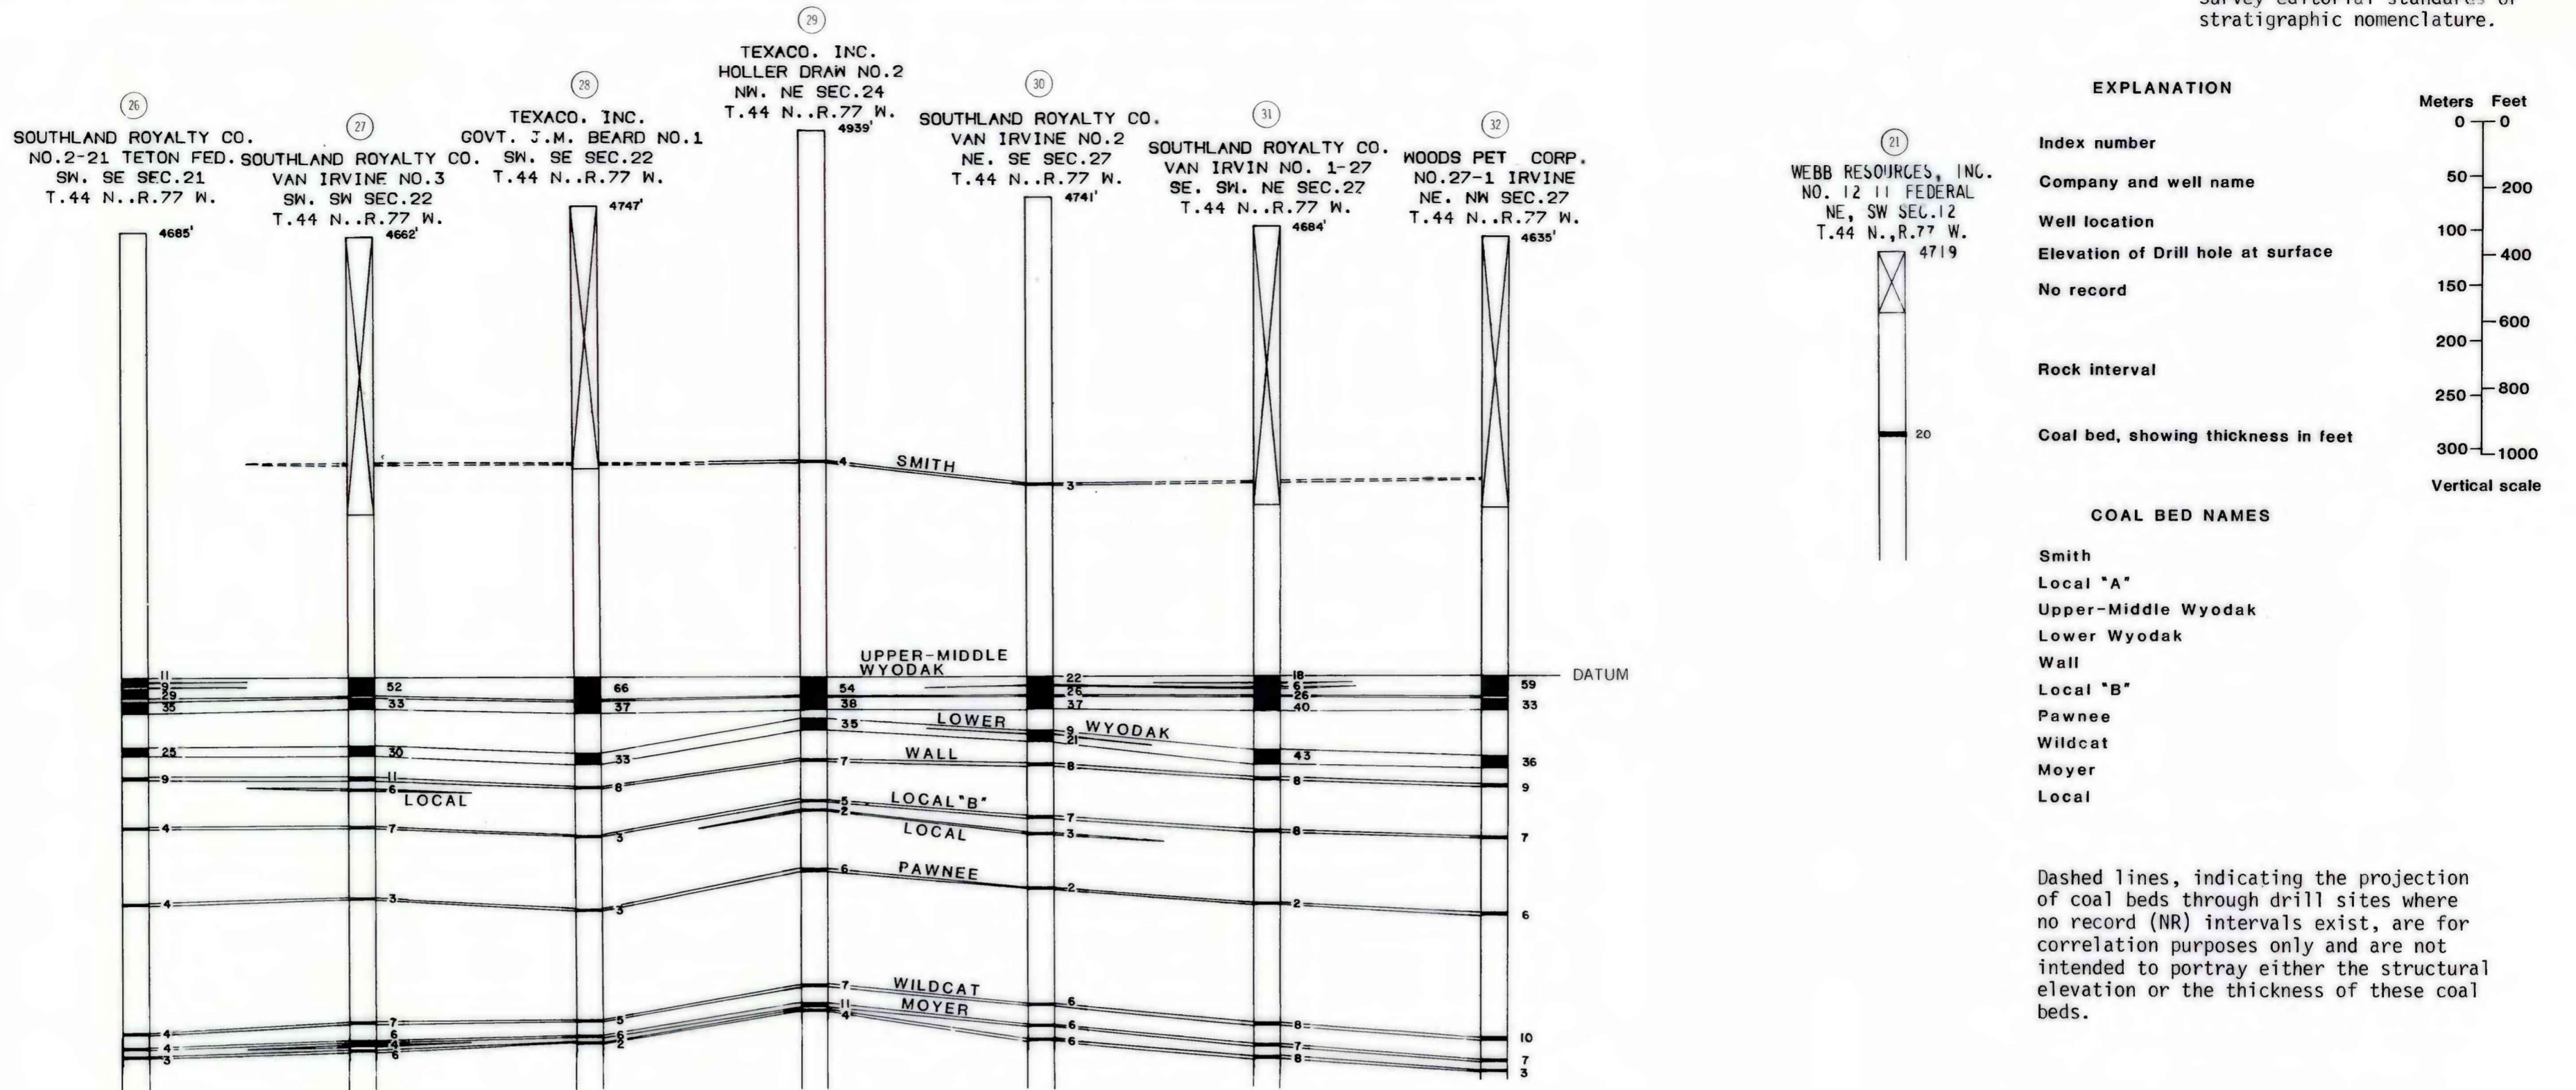 stratigraphic nomenclature.
26
SOUTHLAND ROYALTY CO.
NO.2-21 TETON FED.
SW. SE SEC.21
T.44 N..R.77 W.
4685'
27
SOUTHLAND ROYALTY CO.
VAN IRVINE NO.3
SW. SW SEC.22
T.44 N..R.77 W.
4662'
28
TEXACO. INC.
GOVT. J.M. BEARD NO.1
SW. SE SEC.22
T.44 N..R.77 W.
4747'
29
TEXACO. INC.
HOLLER DRAW NO.2
NW. NE SEC.24
T.44 N..R.77 W.
4939'
30
SOUTHLAND ROYALTY CO.
VAN IRVINE NO.2
NE. SE SEC.27
T.44 N..R.77 W.
4741'
31
SOUTHLAND ROYALTY CO.
VAN IRVIN NO. 1-27
SE. SW. NE SEC.27
T.44 N..R.77 W.
4684'
32
WOODS PET CORP.
NO.27-1 IRVINE
NE. NW SEC.27
T.44 N..R.77 W.
4635'
4 SMITH 3
UPPER-MIDDLE
WYODAK
DATUM
11
9
29
35
25
9
4
4
4
4
3
52
33
30
11
6
LOCAL
7
3
7
6
4
6
66
37
33
8
3
3
5
6
2
54
38
35
7
5
2
6
7
11
4
LOWER WYODAK
WALL
LOCAL "B"
LOCAL
PAWNEE
WILDCAT
MOYER
22
26
37
9
21
8
7
3
2
6
6
6
18
6
26
40
43
8
8
2
8
7
8
59
33
36
9
7
6
10
7
3
21
WEBB RESOURCES, INC.
NO. 12 11 FEDERAL
NE, SW SEC.12
T.44 N.,R.77 W.
4719
20
EXPLANATION
Index number
Company and well name
Well location
Elevation of Drill hole at surface
No record
Rock interval
Coal bed, showing thickness in feet
Meters Feet
0 0
50
200
100
400
150
600
200
800
250
300
1000
Vertical scale
COAL BED NAMES
Smith
Local "A"
Upper-Middle Wyodak
Lower Wyodak
Wall
Local "B"
Pawnee
Wildcat
Moyer
Local
Dashed lines, indicating the projection
of coal beds through drill sites where
no record (NR) intervals exist, are for
correlation purposes only and are not
intended to portray either the structural
elevation or the thickness of these coal
beds.